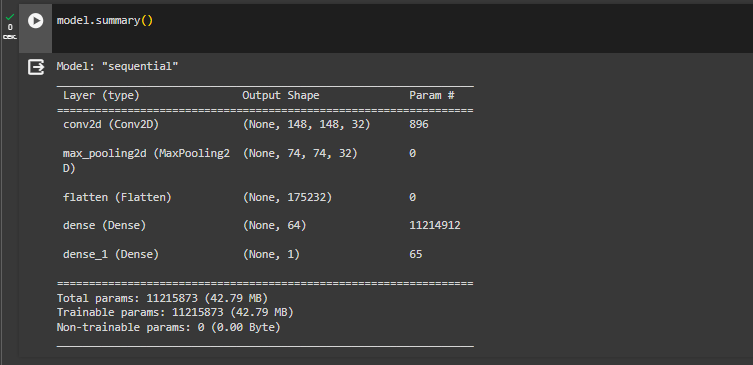 0
сек.
model.summary()
Model: "sequential"
Layer (type) Output Shape Param #
=================================================================
conv2d (Conv2D) (None, 148, 148, 32) 896
max_pooling2d (MaxPooling2 (None, 74, 74, 32) 0
D)
flatten (Flatten) (None, 175232) 0
dense (Dense) (None, 64) 11214912
dense_1 (Dense) (None, 1) 65
=================================================================
Total params: 11215873 (42.79 MB)
Trainable params: 11215873 (42.79 MB)
Non-trainable params: 0 (0.00 Byte)